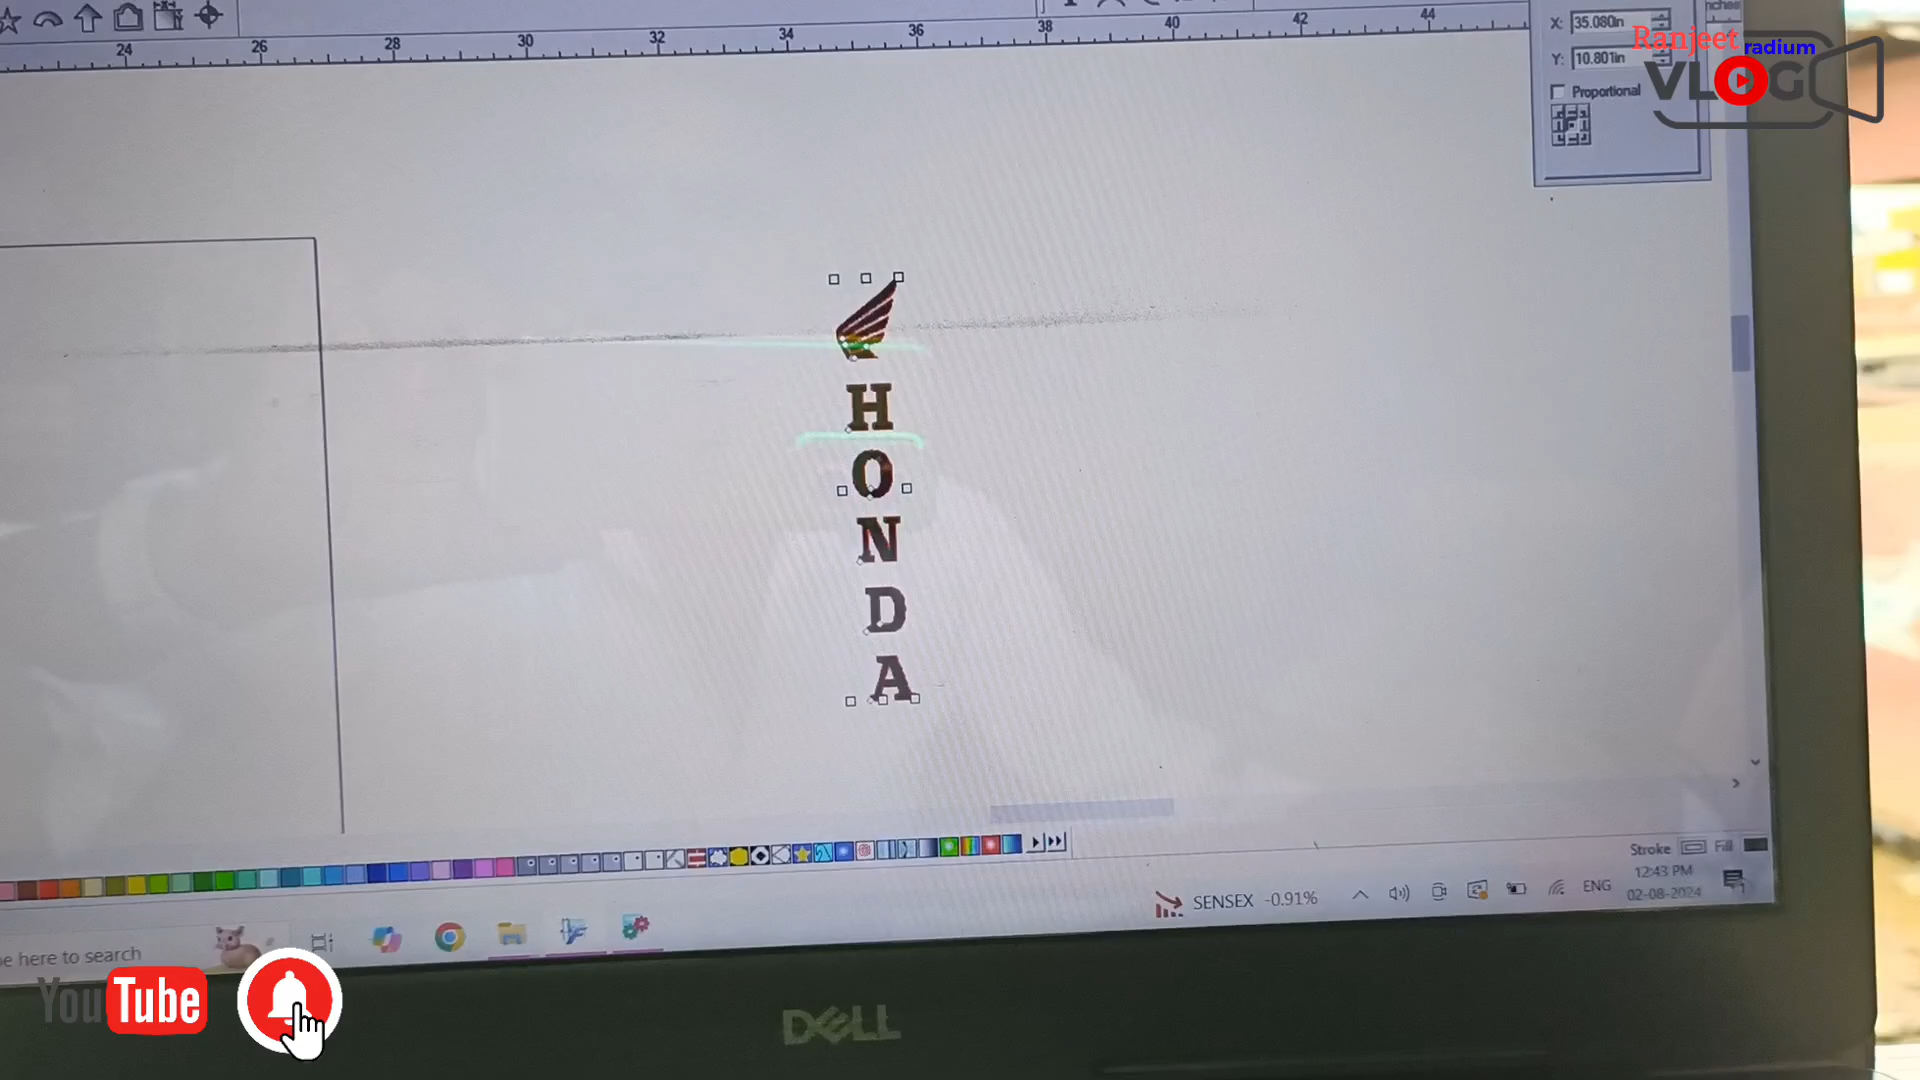 24 26 28 30 32 34 36 38 40 42 44
X: 35.080in
Y: 10.801in
Proportional
Ranjeet radium
VLOG
H
O
N
D
A
Stroke Fill
SENSEX -0.91% ENG 12:43 PM
02-08-2024
here to search
YouTube
DELL